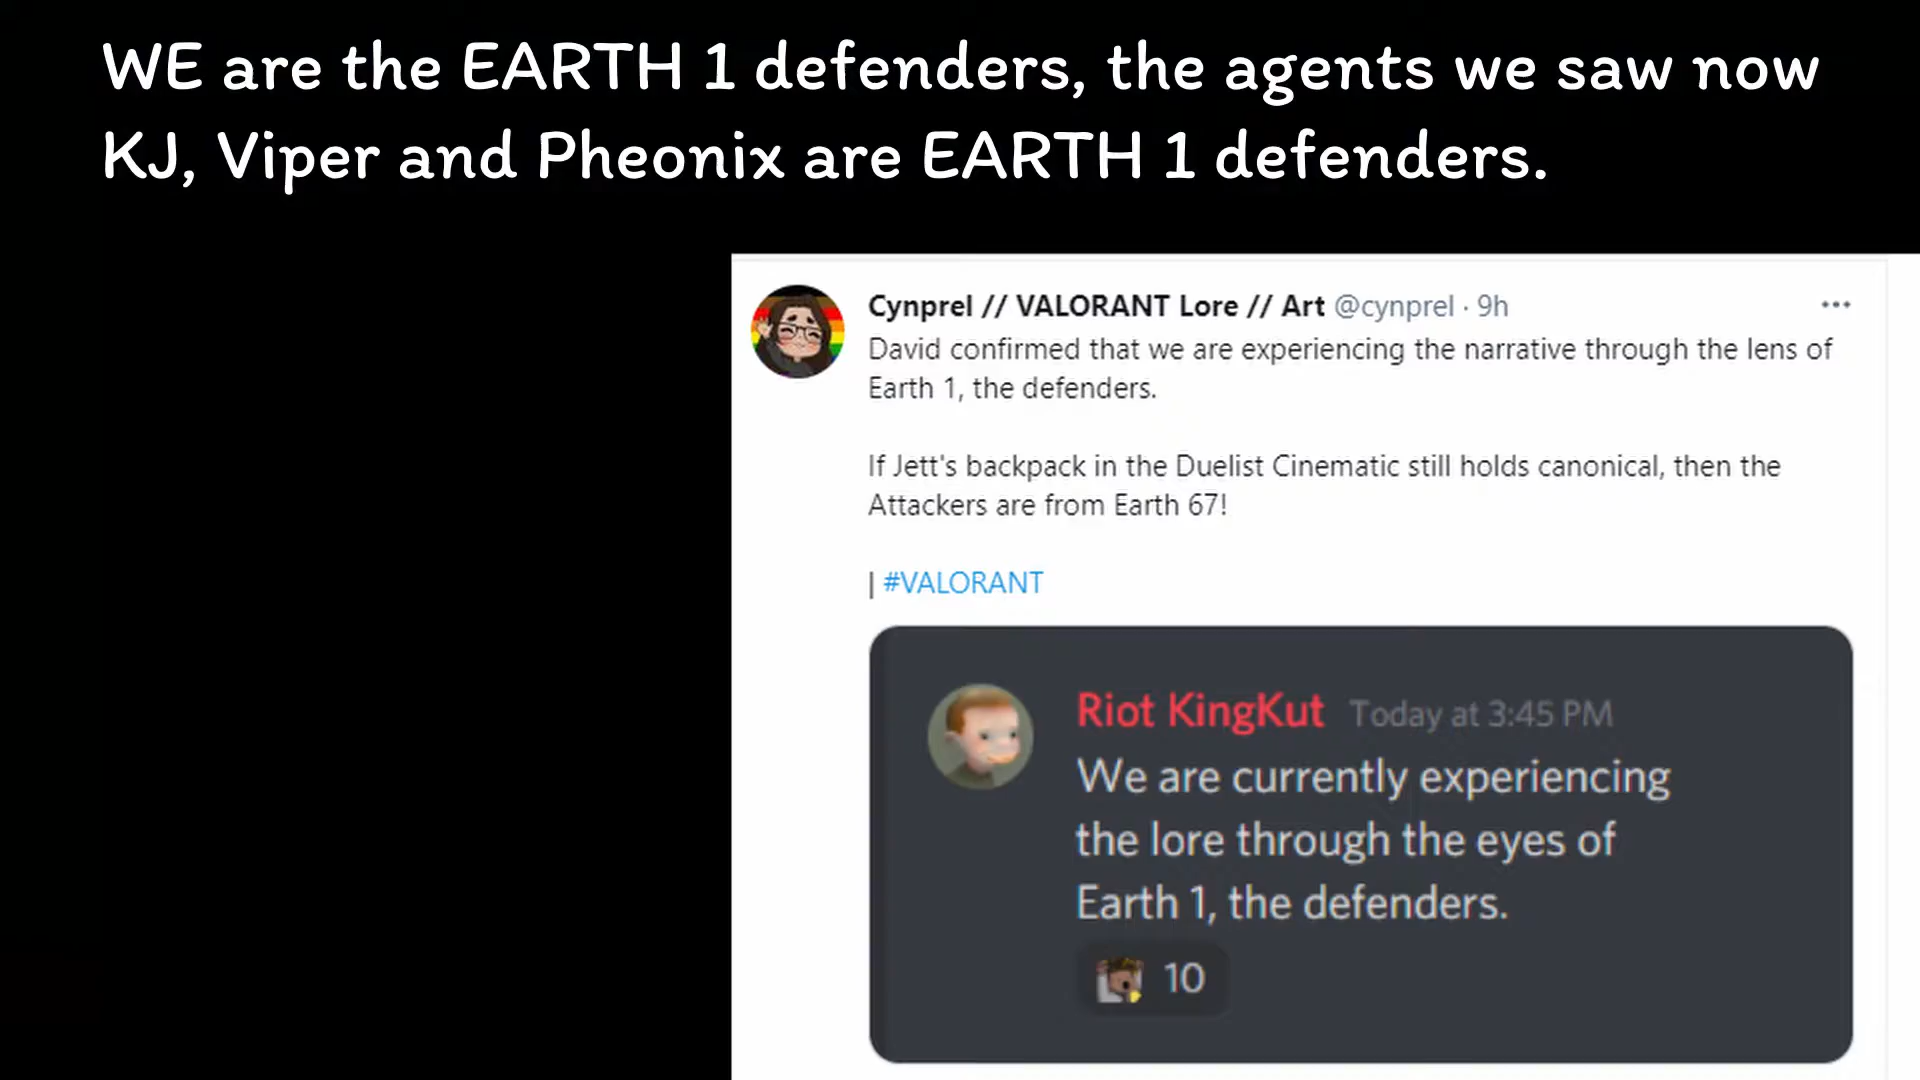 WE are the EARTH 1 defenders, the agents we saw now
KJ, Viper and Pheonix are EARTH 1 defenders.
Cynprel // VALORANT Lore // Art @cynprel · 9h
David confirmed that we are experiencing the narrative through the lens of
Earth 1, the defenders.
If Jett's backpack in the Duelist Cinematic still holds canonical, then the
Attackers are from Earth 67!
| #VALORANT
Riot KingKut Today at 3:45 PM
We are currently experiencing
the lore through the eyes of
Earth 1, the defenders.
10